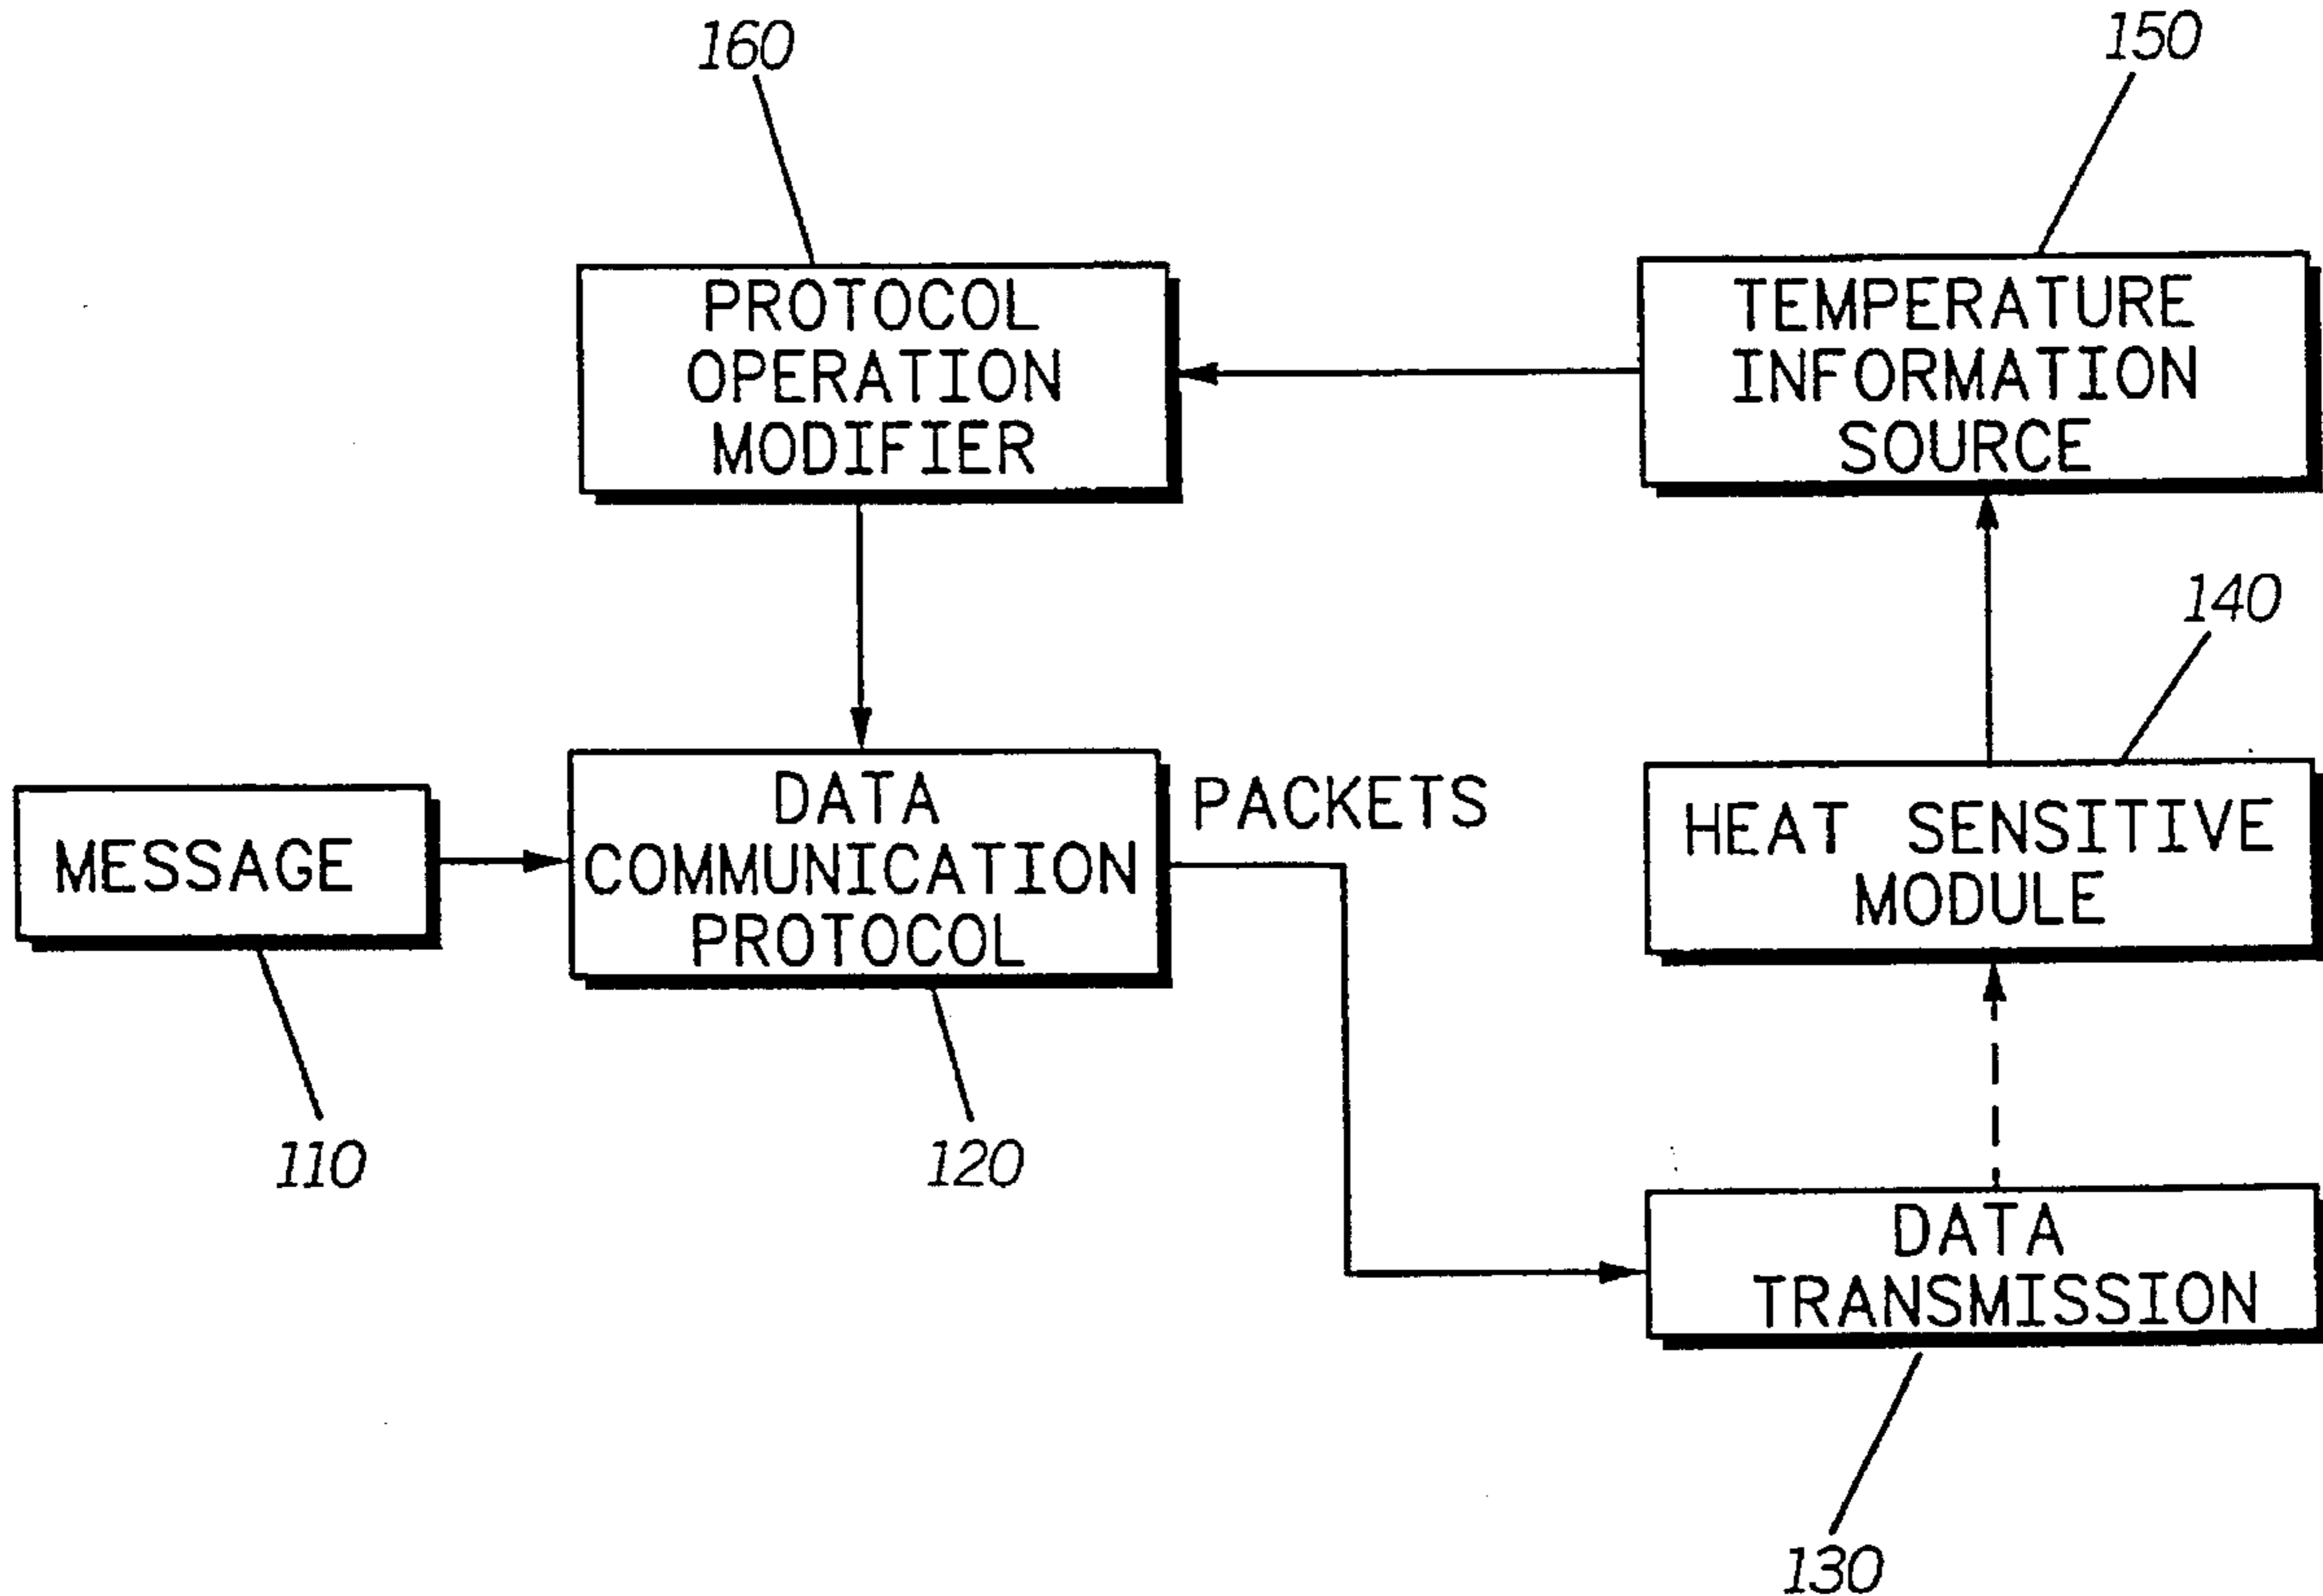 160
150
PROTOCOL
OPERATION
MODIFIER
TEMPERATURE
INFORMATION
SOURCE
140
MESSAGE
DATA
COMMUNICATION
PROTOCOL
PACKETS
HEAT SENSITIVE
MODULE
110
120
DATA
TRANSMISSION
130